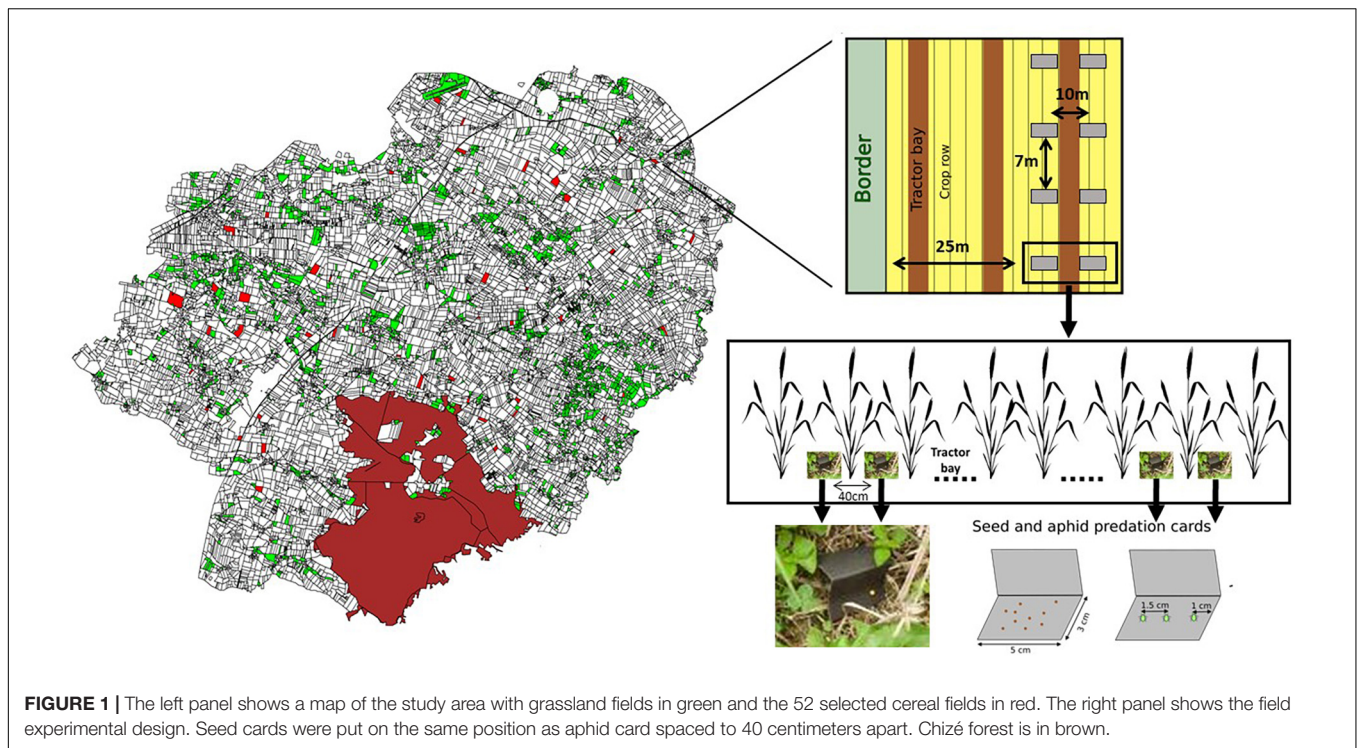 Border
Tractor bay
Crop row
10m
7m
25m
Tractor
bay
40cm
Seed and aphid predation cards
1.5 cm
1 cm
3 cm
5 cm
FIGURE 1 | The left panel shows a map of the study area with grassland fields in green and the 52 selected cereal fields in red. The right panel shows the field
experimental design. Seed cards were put on the same position as aphid card spaced to 40 centimeters apart. Chizé forest is in brown.